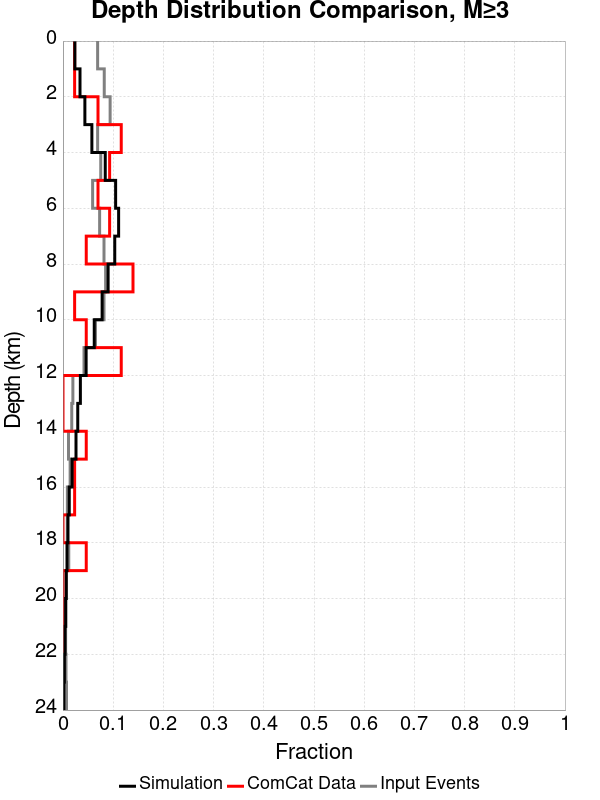 Depth Distribution Comparison, M≥3
0
2
4
6
8
10
12
14
16
18
20
22
24
Depth (km)
0 0.1 0.2 0.3 0.4 0.5 0.6 0.7 0.8 0.9 1
Fraction
Simulation ComCat Data Input Events